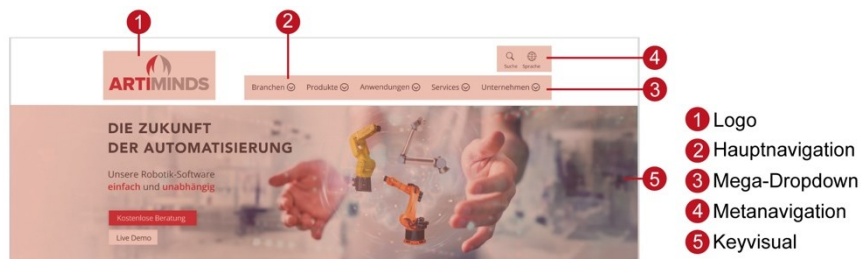 1
2
ARTIMINDS
Suche Sprache
4
Branchen Produkte Anwendungen Services Unternehmen
3
DIE ZUKUNFT
DER AUTOMATISIERUNG
Unsere Robotik-Software
einfach und unabhängig
Kostenlose Beratung
Live Demo
5
1 Logo
2 Hauptnavigation
3 Mega-Dropdown
4 Metanavigation
5 Keyvisual